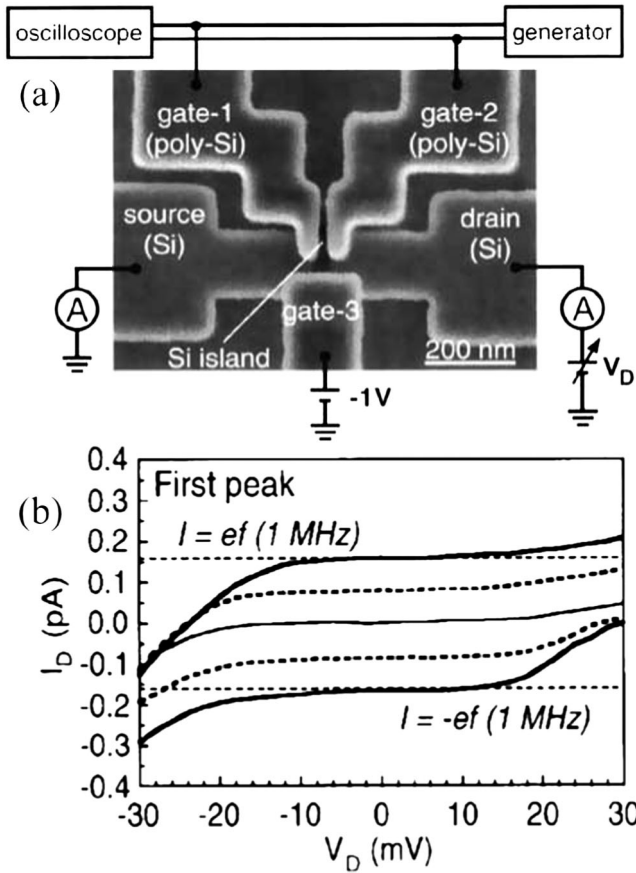 oscilloscope
generator
(a)
gate-1
(poly-Si)
gate-2
(poly-Si)
source
(Si)
drain
(Si)
A
A
gate-3
Si island
200 nm
-1V
V_D
(b)
0.4
0.3
0.2
0.1
0.0
-0.1
-0.2
-0.3
-0.4
I_D (pA)
First peak
I = ef (1 MHz)
I = -ef (1 MHz)
-30
-20
-10
0
10
20
30
V_D (mV)